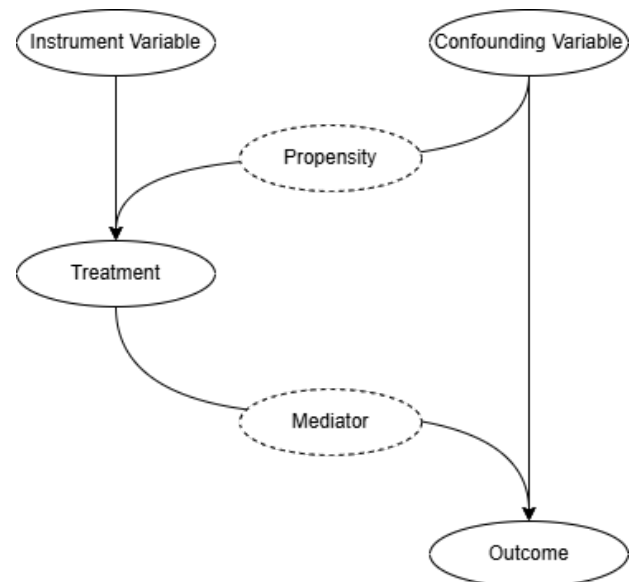 Instrument Variable
Confounding Variable
Propensity
Treatment
Mediator
Outcome